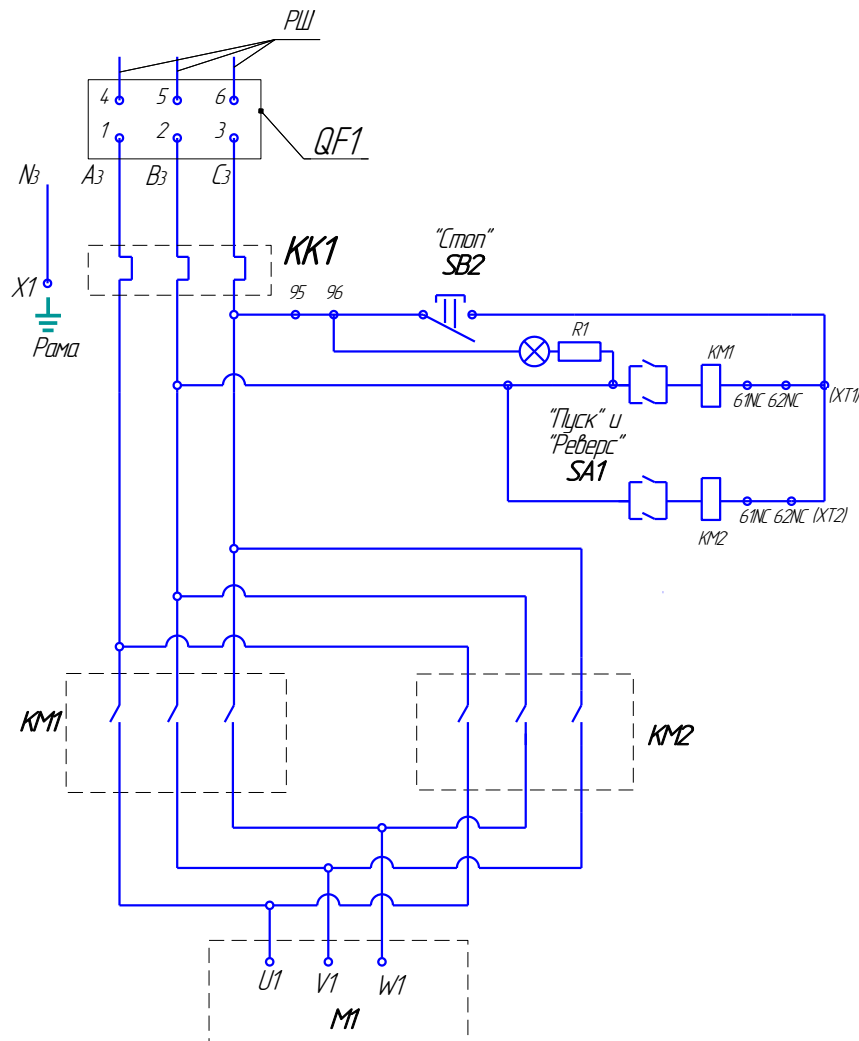 РШ
4 5 6
1 2 3
QF1
N3 A3 B3 C3
KK1
"Стоп"
SB2
X1
95 96
R1
Рама
KM1
61NC 62NC (XT1)
"Пуск" и
"Реверс"
SA1
61NC 62NC (XT2)
KM2
KM1
KM2
U1 V1 W1
M1